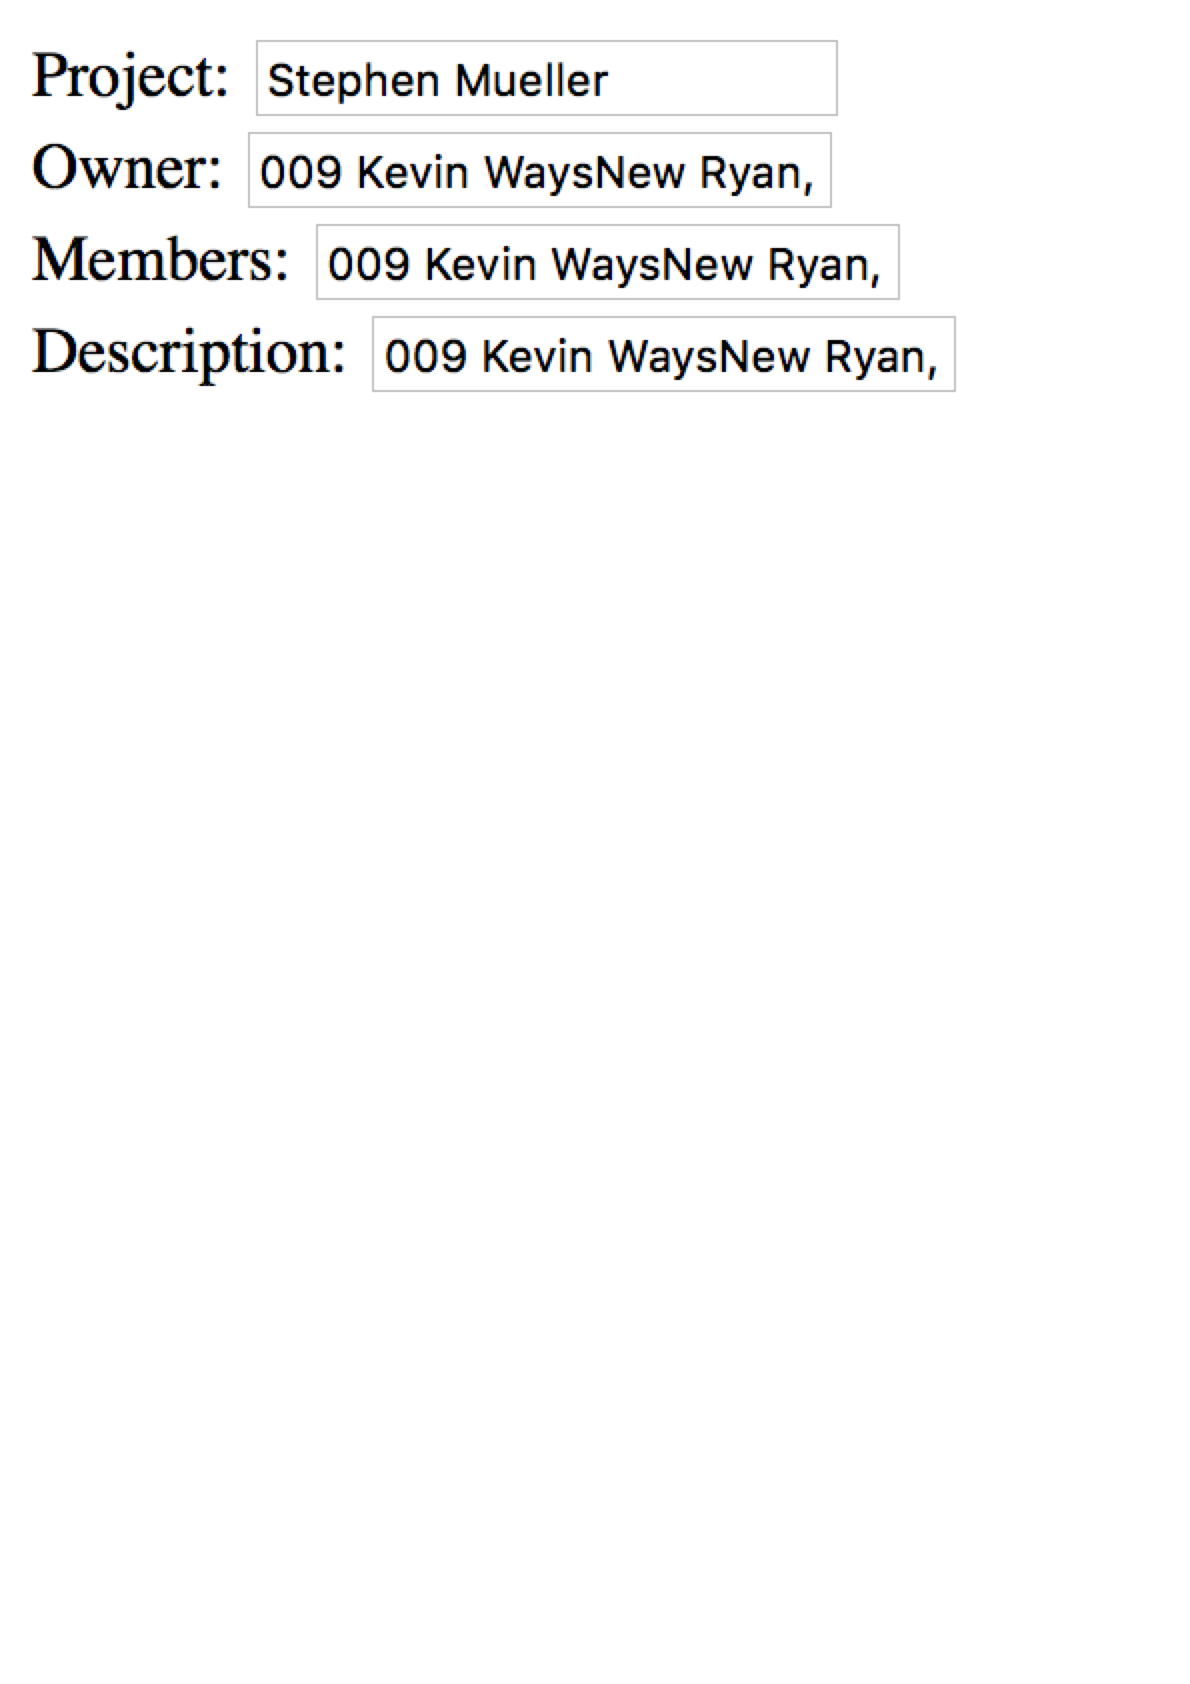 Project: Stephen Mueller
Owner: 009 Kevin WaysNew Ryan,
Members: 009 Kevin WaysNew Ryan,
Description: 009 Kevin WaysNew Ryan,